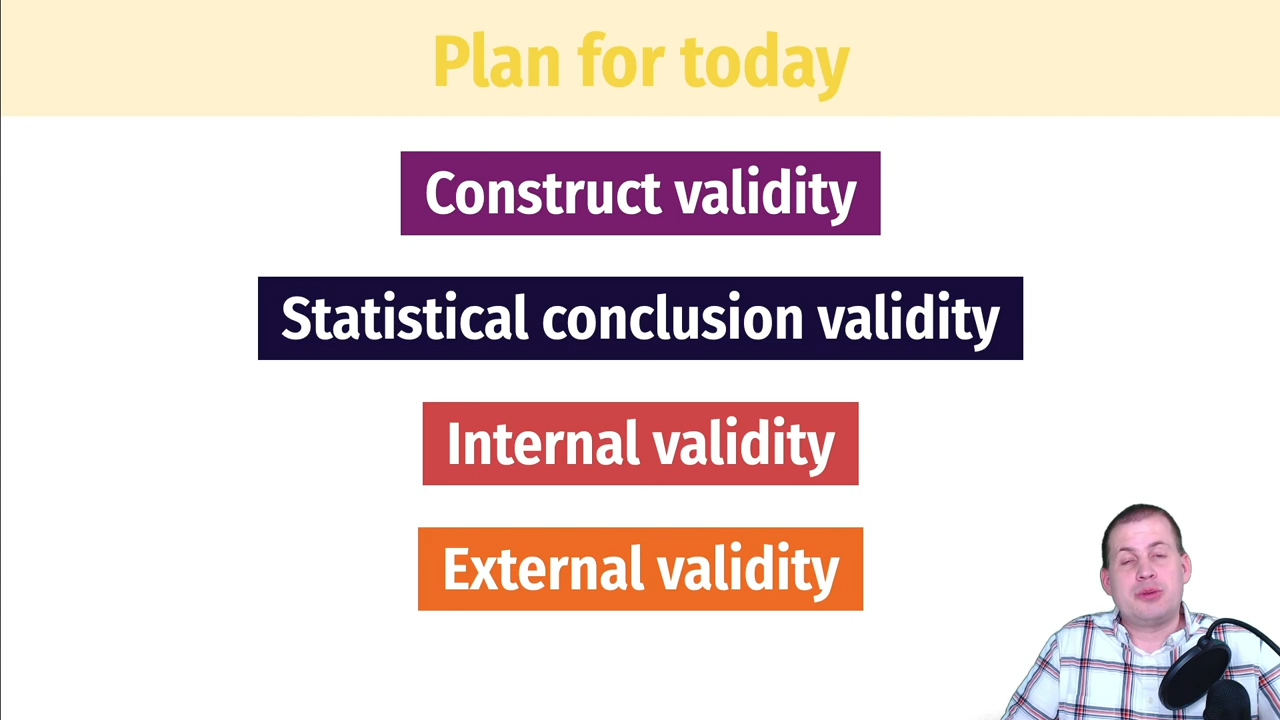 Plan for today
Construct validity
Statistical conclusion validity
Internal validity
External validity